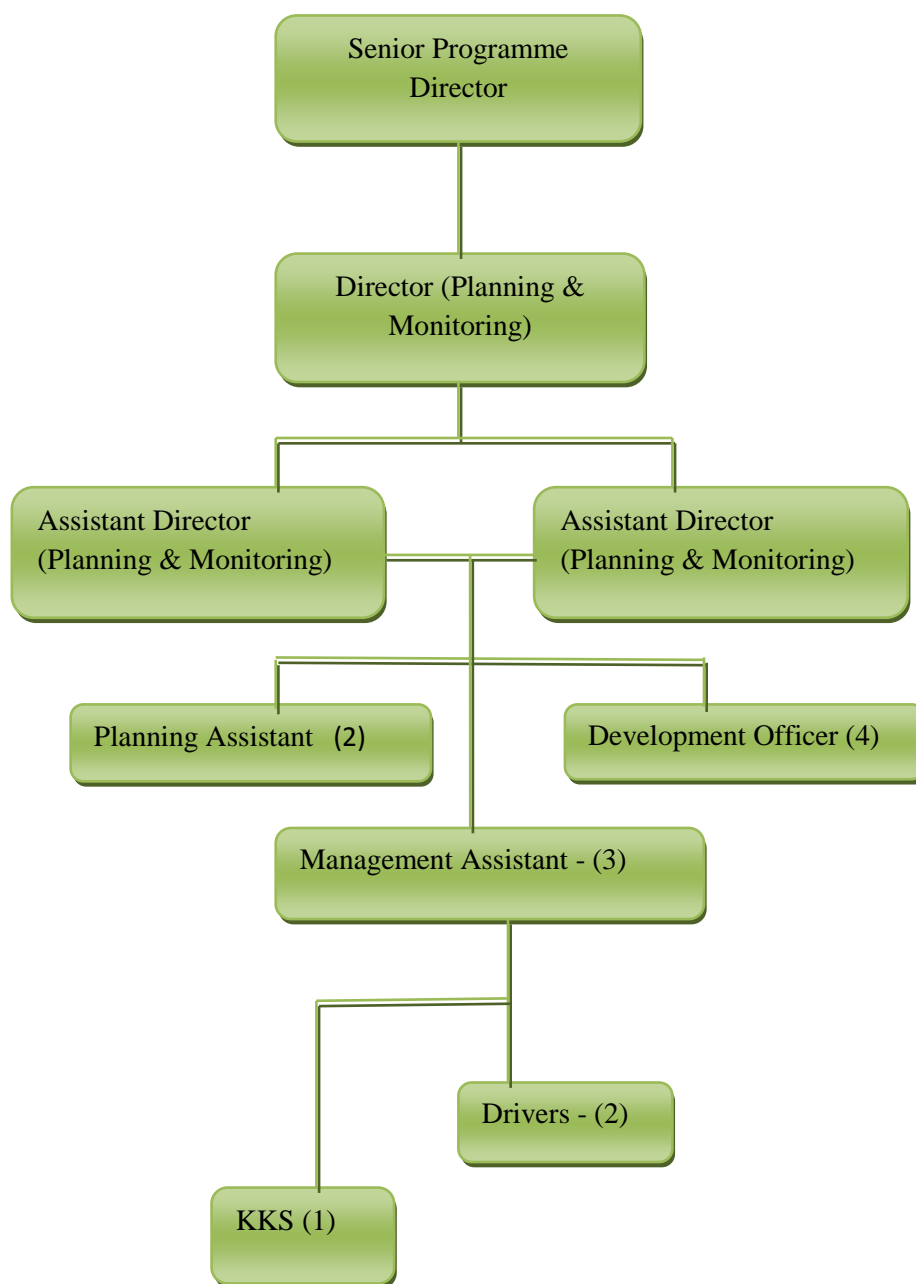 Senior Programme
Director
Director (Planning &
Monitoring)
Assistant Director
(Planning & Monitoring)
Assistant Director
(Planning & Monitoring)
Planning Assistant (2)
Development Officer (4)
Management Assistant - (3)
Drivers - (2)
KKS (1)